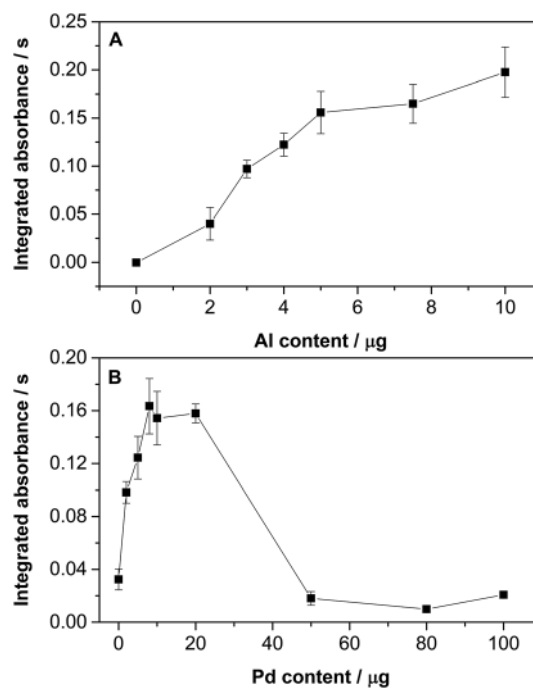 A
Integrated absorbance / s
0.25
0.20
0.15
0.10
0.05
0.00
0 2 4 6 8 10
Al content / μg
B
Integrated absorbance / s
0.20
0.16
0.12
0.08
0.04
0.00
0 20 40 60 80 100
Pd content / μg